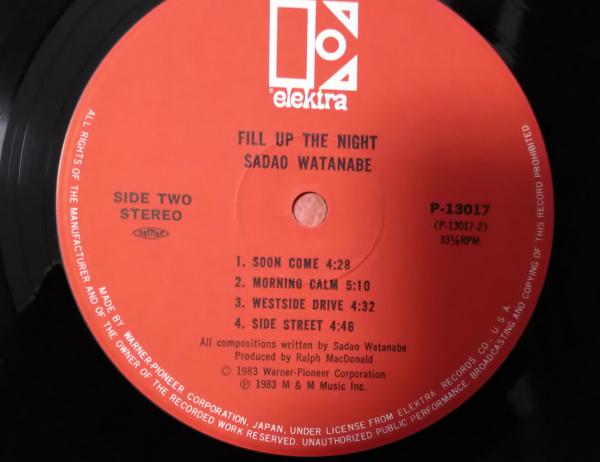 elektra
FILL UP THE NIGHT
SADAO WATANABE
SIDE TWO
STEREO
P-13017
(P-13017-2)
33⅓RPM
1. SOON COME 4:28
2. MORNING CALM 5:10
3. WESTSIDE DRIVE 4:32
4. SIDE STREET 4:46
All compositions written by Sadao Watanabe
Produced by Ralph MacDonald
© 1983 Warner-Pioneer Corporation
℗ 1983 M & M Music Inc.
ALL RIGHTS OF THE MANUFACTURER AND OF THE OWNER OF THE RECORDED WORK RESERVED. UNAUTHORIZED PUBLIC PERFORMANCE, BROADCASTING AND COPYING OF THIS RECORD PROHIBITED
MADE BY WARNER-PIONEER CORPORATION, JAPAN, UNDER LICENSE FROM ELEKTRA RECORDS CO., U. S. A.